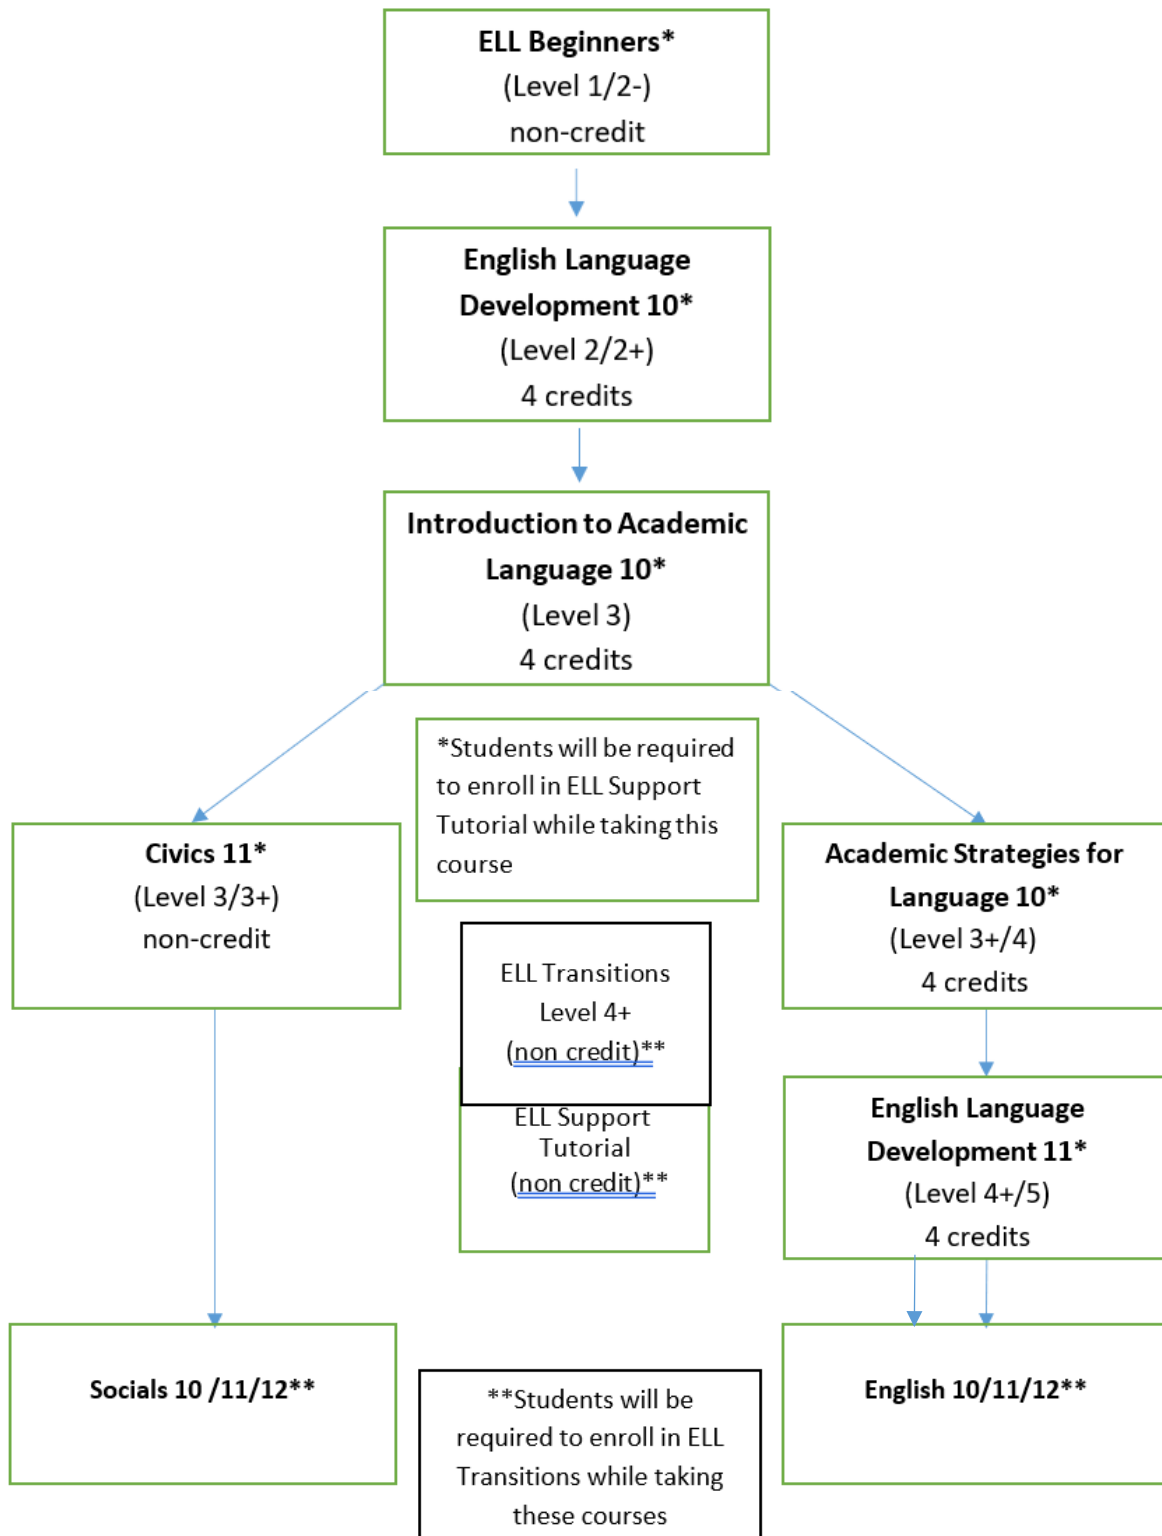 ELL Beginners*
(Level 1/2-)
non-credit
English Language
Development 10*
(Level 2/2+)
4 credits
Introduction to Academic
Language 10*
(Level 3)
4 credits
*Students will be required
to enroll in ELL Support
Tutorial while taking this
course
Civics 11*
(Level 3/3+)
non-credit
Academic Strategies for
Language 10*
(Level 3+/4)
4 credits
ELL Transitions
Level 4+
(non credit)**
ELL Support
Tutorial
(non credit)**
English Language
Development 11*
(Level 4+/5)
4 credits
Socials 10 /11/12**
English 10/11/12**
**Students will be
required to enroll in ELL
Transitions while taking
these courses